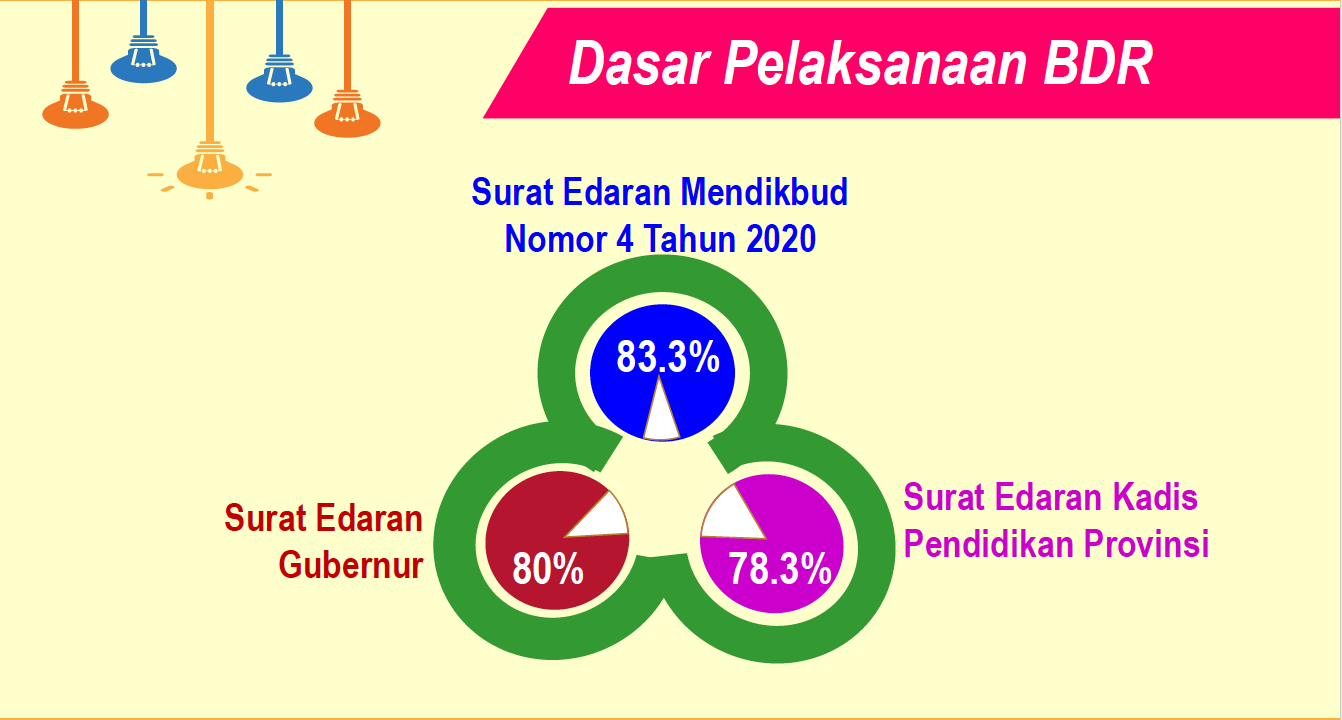 Dasar Pelaksanaan BDR
Surat Edaran Mendikbud
Nomor 4 Tahun 2020
83.3%
Surat Edaran
Gubernur
80%
78.3%
Surat Edaran Kadis
Pendidikan Provinsi